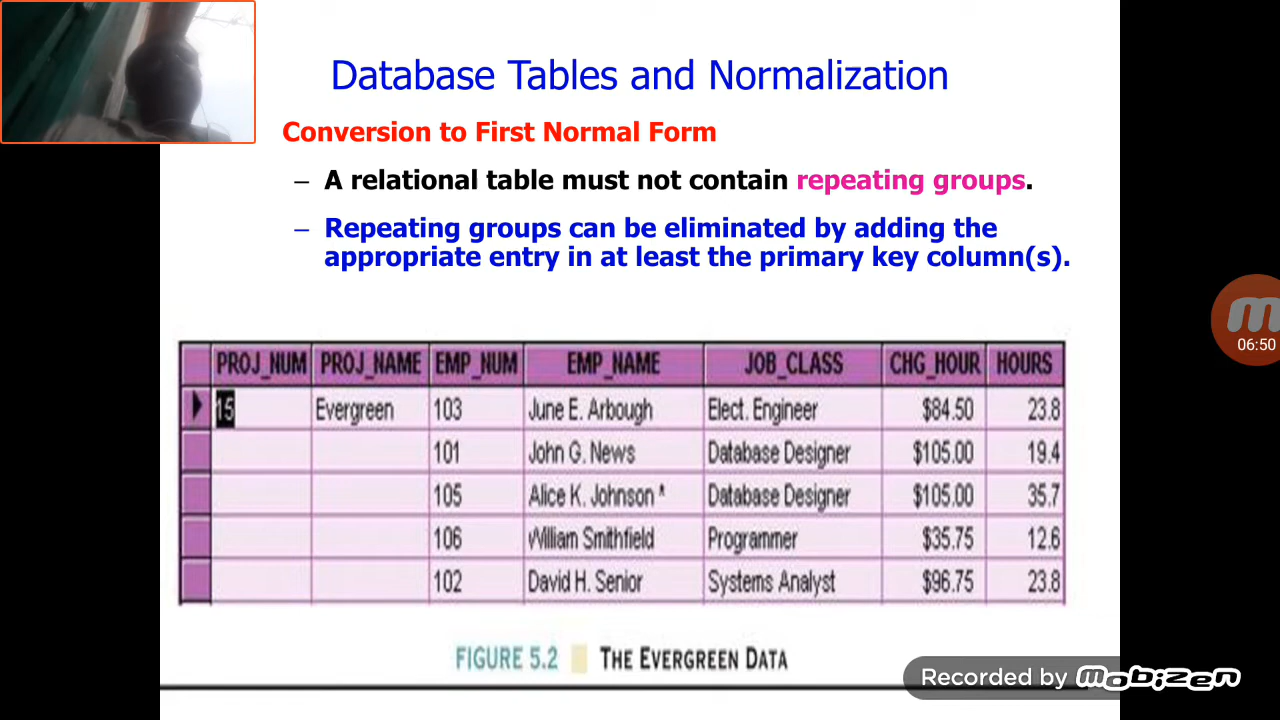 Database Tables and Normalization
Conversion to First Normal Form
– A relational table must not contain repeating groups.
– Repeating groups can be eliminated by adding the
appropriate entry in at least the primary key column(s).
PROJ_NUM PROJ_NAME EMP_NUM EMP_NAME JOB_CLASS CHG_HOUR HOURS
15 Evergreen 103 June E. Arbough Elect. Engineer $84.50 23.8
101 John G. News Database Designer $105.00 19.4
105 Alice K. Johnson * Database Designer $105.00 35.7
106 William Smithfield Programmer $35.75 12.6
102 David H. Senior Systems Analyst $96.75 23.8
FIGURE 5.2 THE EVERGREEN DATA
06:50
Recorded by mobizen